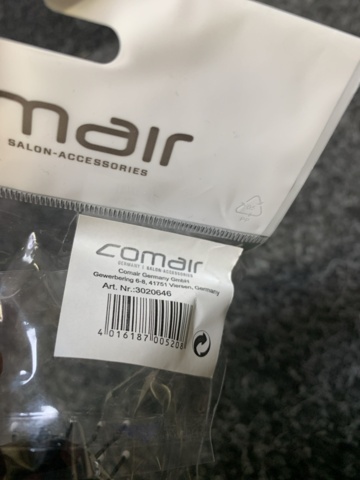 mair
SALON-ACCESSORIES
comair
GERMANY | SALON-ACCESSORIES
Comair Germany GmbH
Gewerbering 6-8, 41751 Viersen, Germany
Art. Nr.:3020646
4 016187 005208